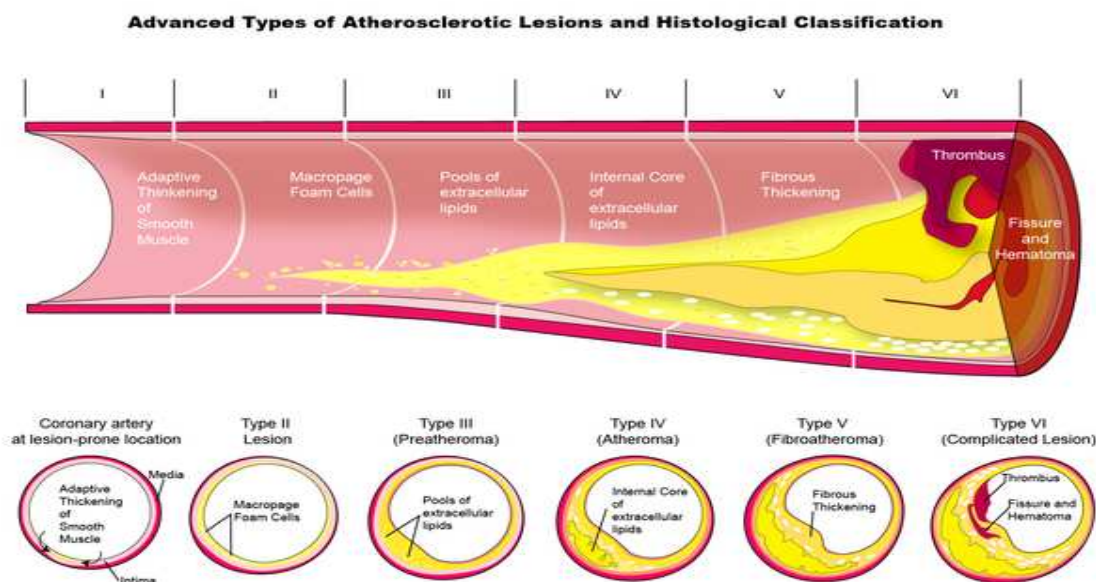 Advanced Types of Atherosclerotic Lesions and Histological Classification
I
II
III
IV
V
VI
Adaptive
Thinkening
of
Smooth
Muscle
Macropage
Foam Cells
Pools of
extracellular
lipids
Internal Core
of
extracellular
lipids
Fibrous
Thickening
Thrombus
Fissure
and
Hematoma
Coronary artery
at lesion-prone location
Type II
Lesion
Type III
(Preatheroma)
Type IV
(Atheroma)
Type V
(Fibroatheroma)
Type VI
(Complicated Lesion)
Media
Adaptive
Thickening
of
Smooth
Muscle
Intima
Macropage
Foam Cells
Pools of
extracellular
lipids
Internal Core
of
extracellular
lipids
Fibrous
Thickening
Thrombus
Fissure and
Hematoma